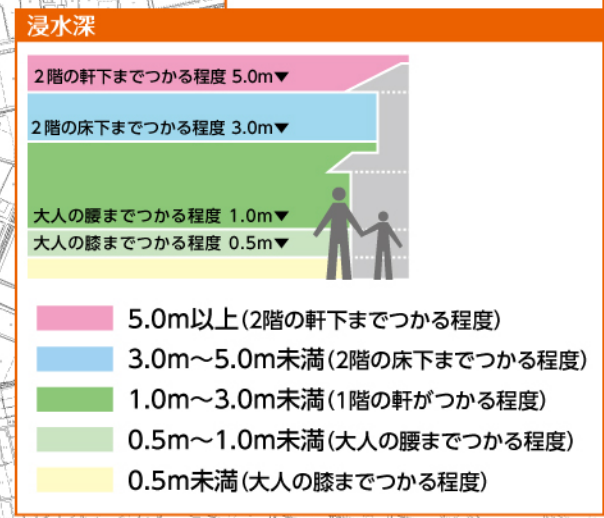 浸水深
2階の軒下までつかる程度 5.0m▼
2階の床下までつかる程度 3.0m▼
大人の腰までつかる程度 1.0m▼
大人の膝までつかる程度 0.5m▼
5.0m以上(2階の軒下までつかる程度)
3.0m～5.0m未満(2階の床下までつかる程度)
1.0m～3.0m未満(1階の軒がつかる程度)
0.5m～1.0m未満(大人の腰までつかる程度)
0.5m未満(大人の膝までつかる程度)